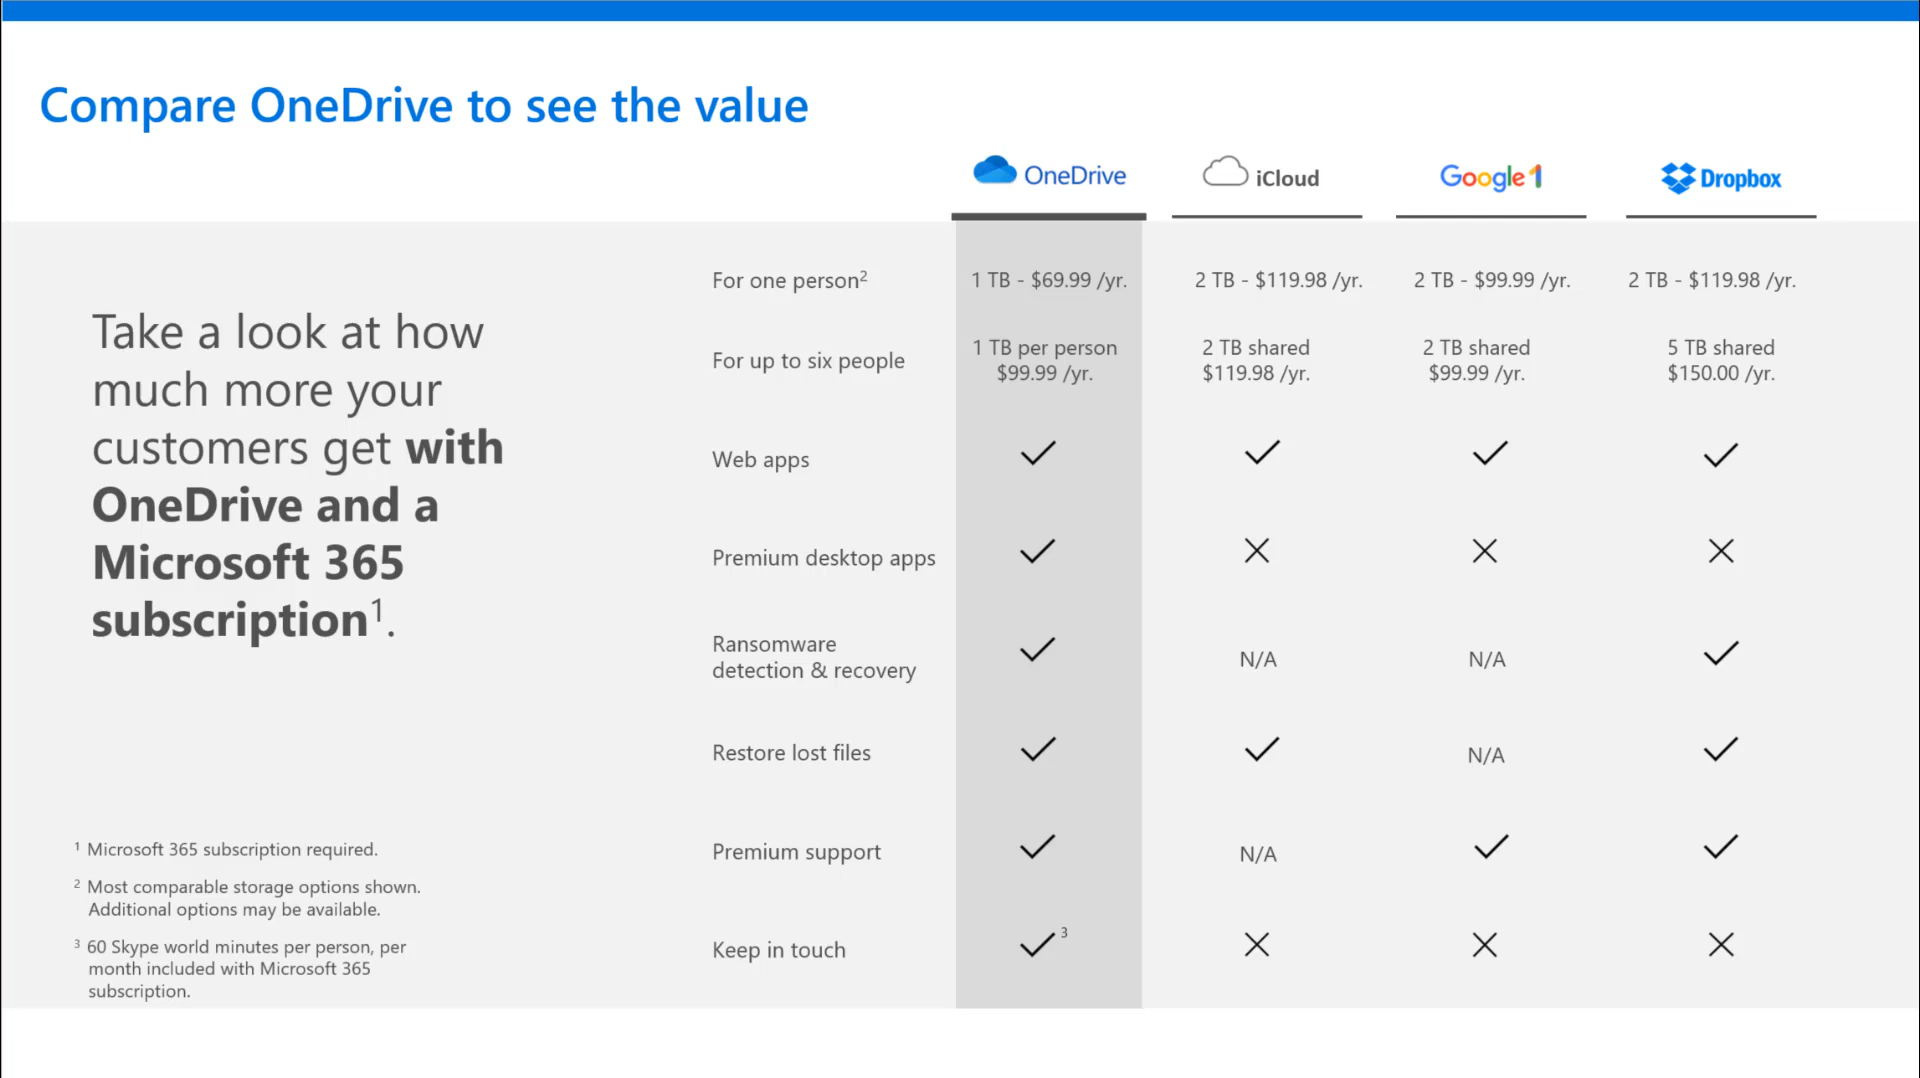 Compare OneDrive to see the value
OneDrive
iCloud
Google 1
Dropbox
Take a look at how
much more your
customers get with
OneDrive and a
Microsoft 365
subscription¹.
¹ Microsoft 365 subscription required.
² Most comparable storage options shown.
Additional options may be available.
³ 60 Skype world minutes per person, per
month included with Microsoft 365
subscription.
For one person² 1 TB - $69.99 /yr. 2 TB - $119.98 /yr. 2 TB - $99.99 /yr. 2 TB - $119.98 /yr.
For up to six people
1 TB per person
$99.99 /yr.
2 TB shared
$119.98 /yr.
2 TB shared
$99.99 /yr.
5 TB shared
$150.00 /yr.
Web apps ✓ ✓ ✓ ✓
Premium desktop apps ✓ ✕ ✕ ✕
Ransomware
detection & recovery
✓ N/A N/A ✓
Restore lost files ✓ ✓ N/A ✓
Premium support ✓ N/A ✓ ✓
Keep in touch ✓ ³ ✕ ✕ ✕